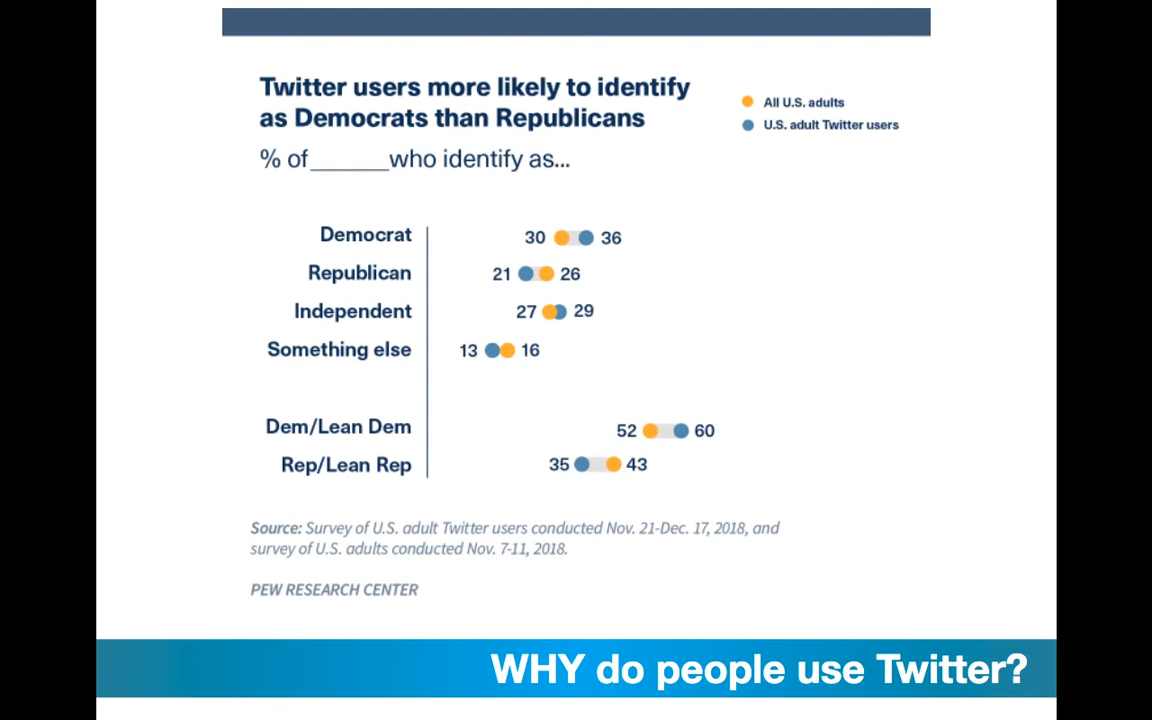 Twitter users more likely to identify
as Democrats than Republicans
% of______who identify as...
All U.S. adults
U.S. adult Twitter users
Democrat 30 36
Republican 21 26
Independent 27 29
Something else 13 16
Dem/Lean Dem 52 60
Rep/Lean Rep 35 43
Source: Survey of U.S. adult Twitter users conducted Nov. 21-Dec. 17, 2018, and
survey of U.S. adults conducted Nov. 7-11, 2018.
PEW RESEARCH CENTER
WHY do people use Twitter?